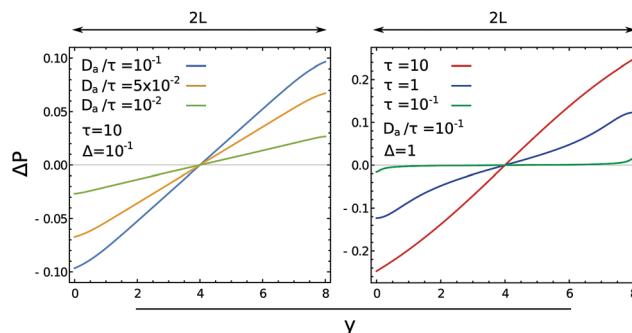 2L
2L
ΔP
0.10
0.05
0.00
- 0.05
- 0.10
Dₐ/τ=10⁻¹
Dₐ/τ=5x10⁻²
Dₐ/τ=10⁻²
τ=10
Δ=10⁻¹
0 2 4 6 8
0.2
0.1
0.0
- 0.1
- 0.2
τ=10
τ=1
τ=10⁻¹
Dₐ/τ=10⁻¹
Δ=1
0 2 4 6 8